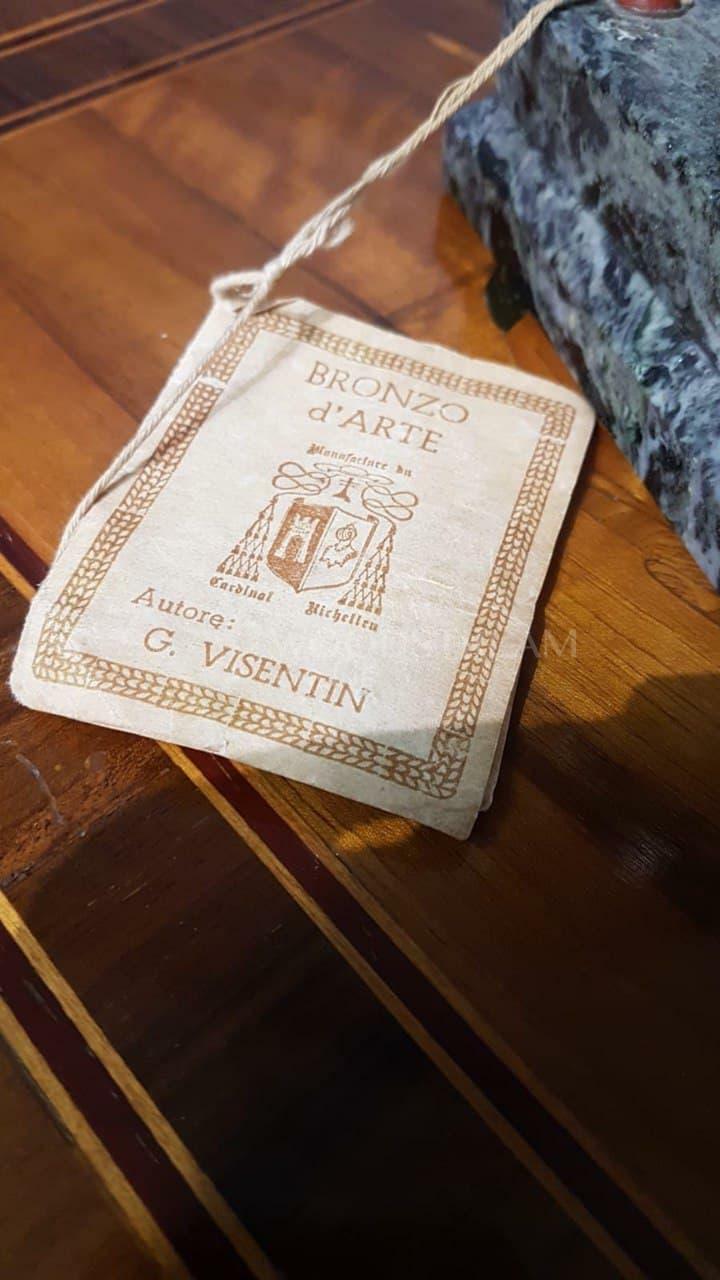 BRONZO
d'ARTE
Manufacture du
Cardinal Richelieu
Autore:
G. VISENTIN